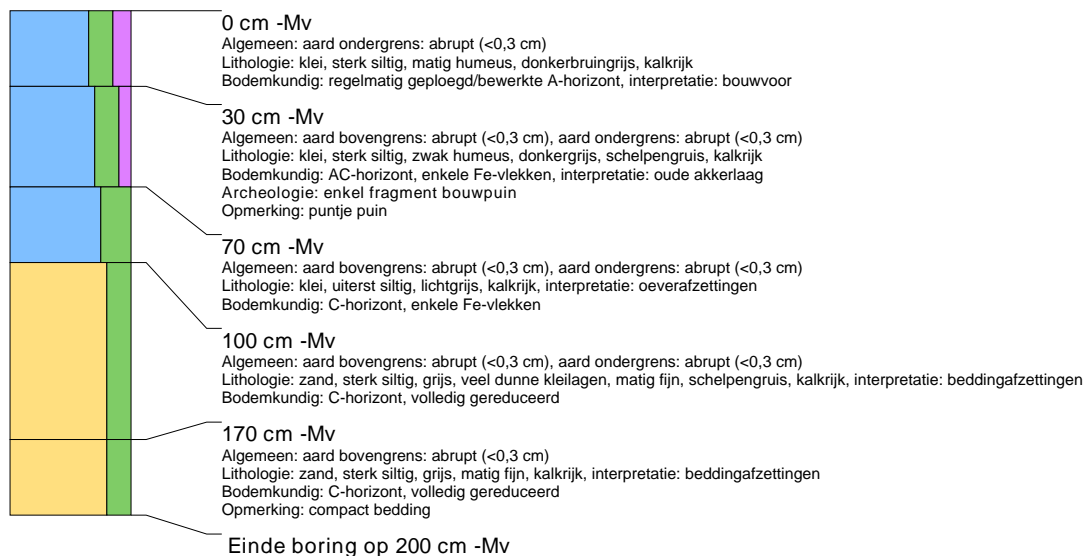 0 cm -Mv
Algemeen: aard ondergrens: abrupt (<0,3 cm)
Lithologie: klei, sterk siltig, matig humeus, donkerbruingrijs, kalkrijk
Bodemkundig: regelmatig geploegd/bewerkte A-horizont, interpretatie: bouwvoor
30 cm -Mv
Algemeen: aard bovengrens: abrupt (<0,3 cm), aard ondergrens: abrupt (<0,3 cm)
Lithologie: klei, sterk siltig, zwak humeus, donkergrijs, schelpengruis, kalkrijk
Bodemkundig: AC-horizont, enkele Fe-vlekken, interpretatie: oude akkerlaag
Archeologie: enkel fragment bouwpuin
Opmerking: puntje puin
70 cm -Mv
Algemeen: aard bovengrens: abrupt (<0,3 cm), aard ondergrens: abrupt (<0,3 cm)
Lithologie: klei, uiterst siltig, lichtgrijs, kalkrijk, interpretatie: oeverafzettingen
Bodemkundig: C-horizont, enkele Fe-vlekken
100 cm -Mv
Algemeen: aard bovengrens: abrupt (<0,3 cm), aard ondergrens: abrupt (<0,3 cm)
Lithologie: zand, sterk siltig, grijs, veel dunne kleilagen, matig fijn, schelpengruis, kalkrijk, interpretatie: beddingafzettingen
Bodemkundig: C-horizont, volledig gereduceerd
170 cm -Mv
Algemeen: aard bovengrens: abrupt (<0,3 cm)
Lithologie: zand, sterk siltig, grijs, matig fijn, kalkrijk, interpretatie: beddingafzettingen
Bodemkundig: C-horizont, volledig gereduceerd
Opmerking: compact bedding
Einde boring op 200 cm -Mv